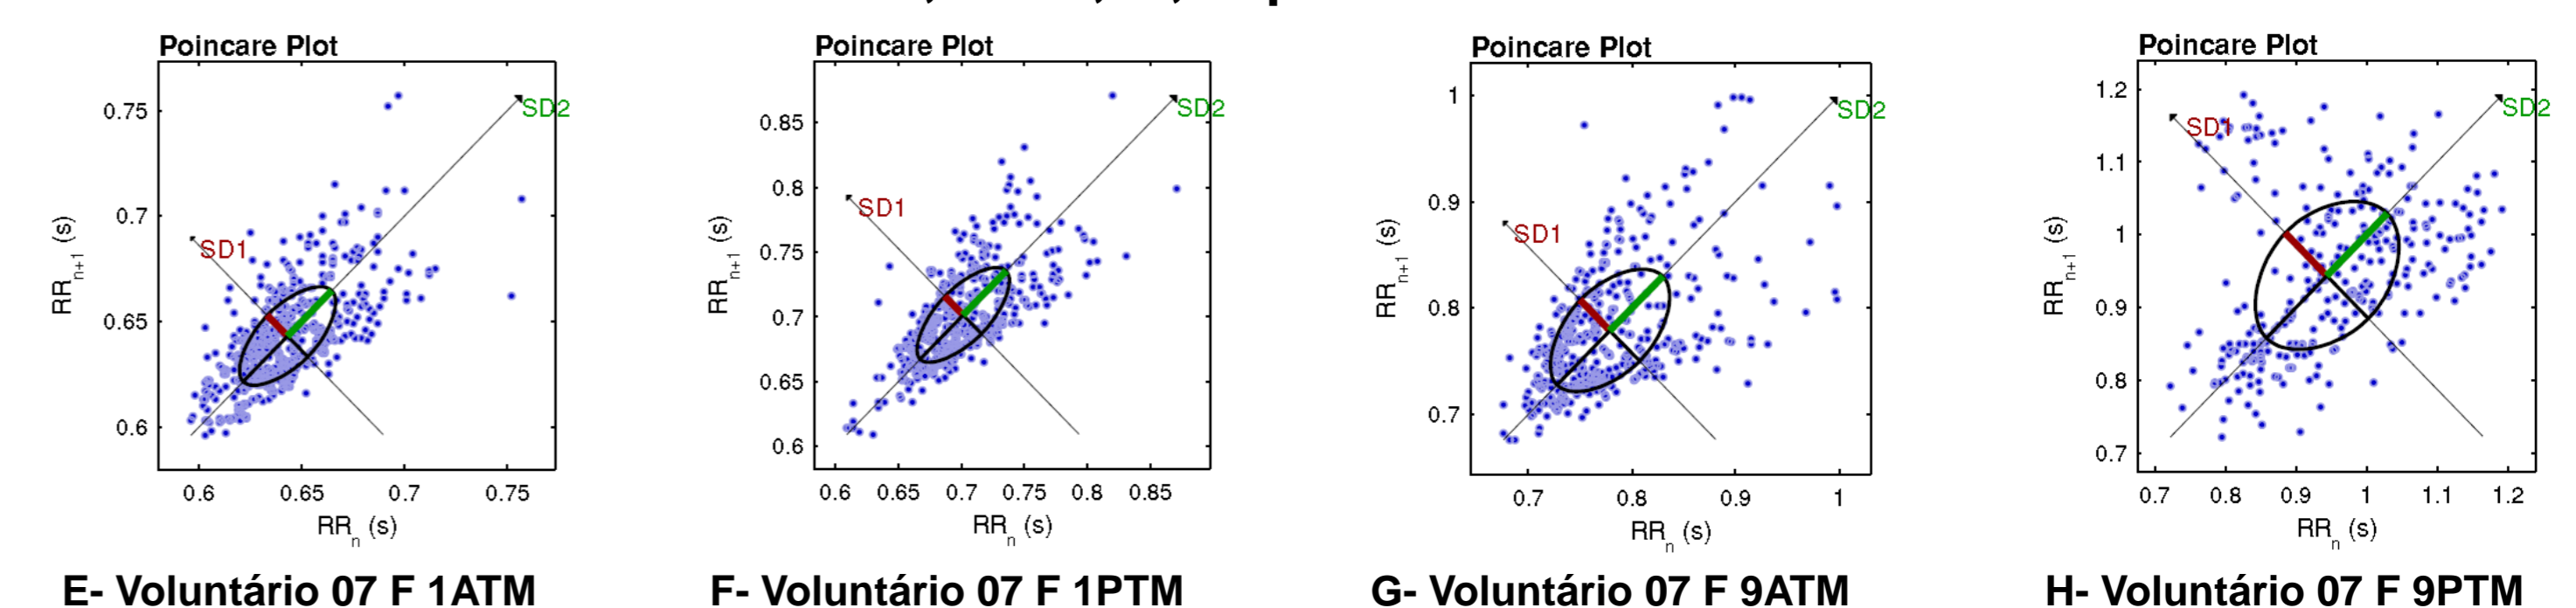 Poincare Plot
SD2
SD1
0.75
0.7
0.65
0.6
RRn+1 (s)
0.6 0.65 0.7 0.75
RRn (s)
E- Voluntário 07 F 1ATM
Poincare Plot
SD2
SD1
0.85
0.8
0.75
0.7
0.65
0.6
RRn+1 (s)
0.6 0.65 0.7 0.75 0.8 0.85
RRn (s)
F- Voluntário 07 F 1PTM
Poincare Plot
SD2
SD1
1
0.9
0.8
0.7
RRn+1 (s)
0.7 0.8 0.9 1
RRn (s)
G- Voluntário 07 F 9ATM
Poincare Plot
SD2
SD1
1.2
1.1
1
0.9
0.8
0.7
RRn+1 (s)
0.7 0.8 0.9 1 1.1 1.2
RRn (s)
H- Voluntário 07 F 9PTM